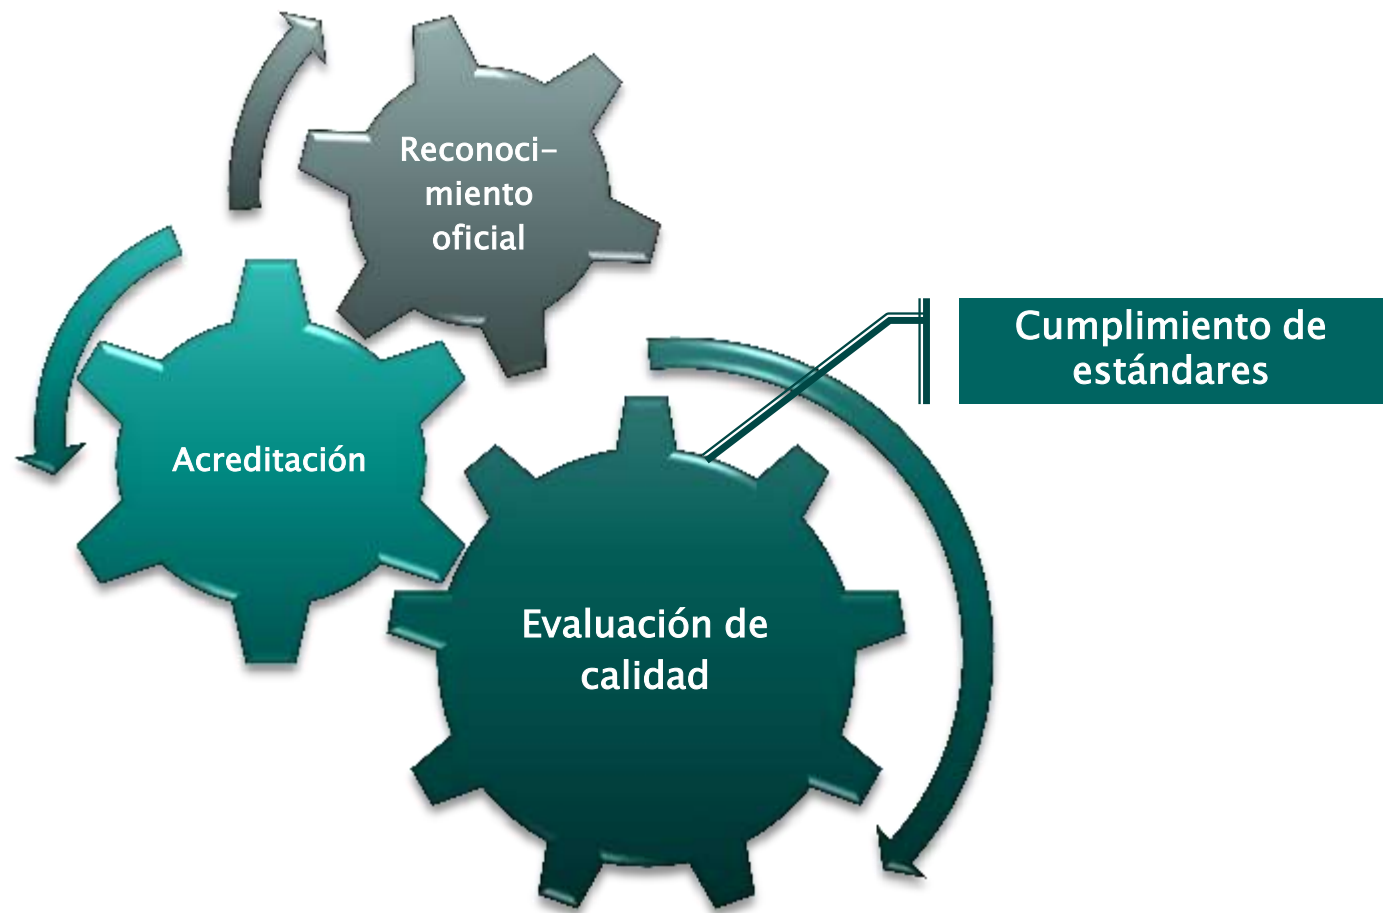 Reconoci–
miento
oficial
Cumplimiento de
estándares
Acreditación
Evaluación de
calidad